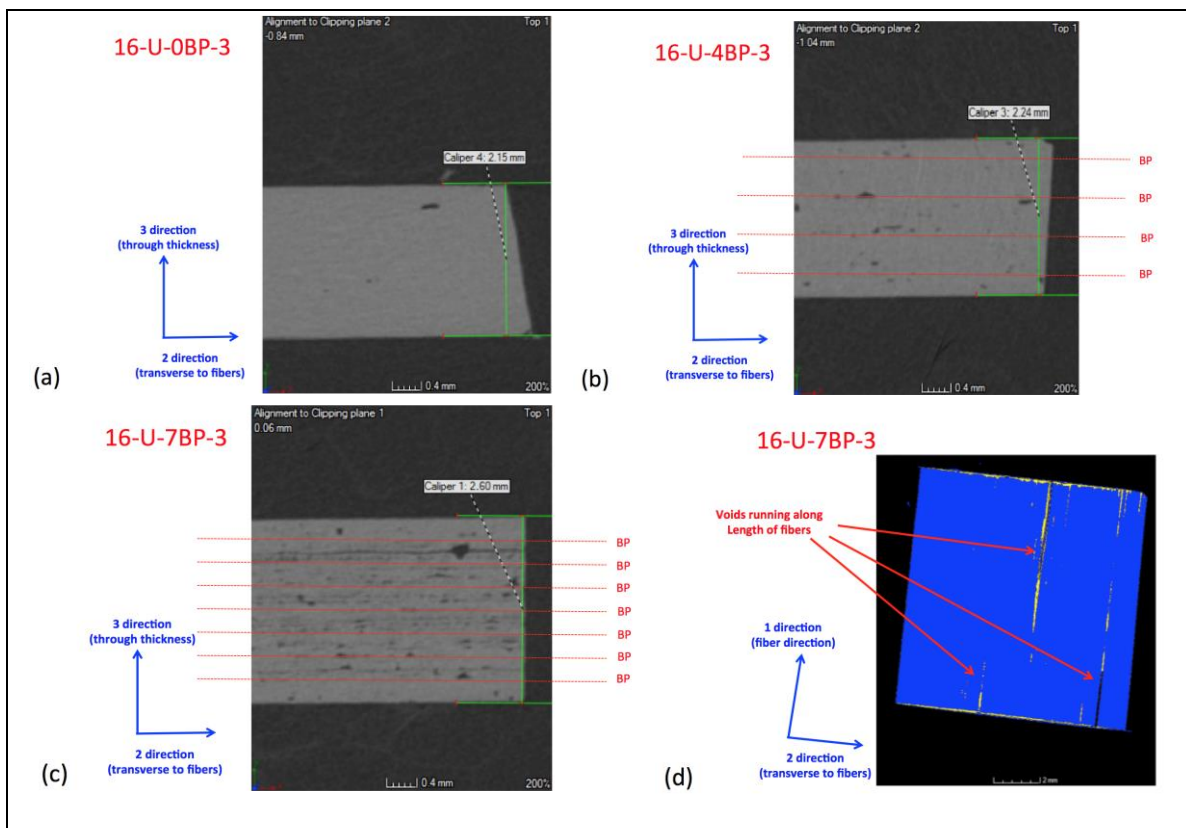 16-U-0BP-3
Alignment to Clipping plane 2
Top 1
-0.84 mm
Caliper 4: 2.15 mm
3 direction
(through thickness)
2 direction
(transverse to fibers)
0.4 mm
200%
(a)
16-U-4BP-3
Alignment to Clipping plane 2
Top 1
-1.04 mm
Caliper 3: 2.24 mm
BP
BP
BP
BP
3 direction
(through thickness)
2 direction
(transverse to fibers)
0.4 mm
200%
(b)
16-U-7BP-3
Alignment to Clipping plane 1
Top 1
0.06 mm
Caliper 1: 2.60 mm
BP
BP
BP
BP
BP
BP
BP
3 direction
(through thickness)
2 direction
(transverse to fibers)
0.4 mm
200%
(c)
16-U-7BP-3
Voids running along
Length of fibers
1 direction
(fiber direction)
2 direction
(transverse to fibers)
2 mm
(d)